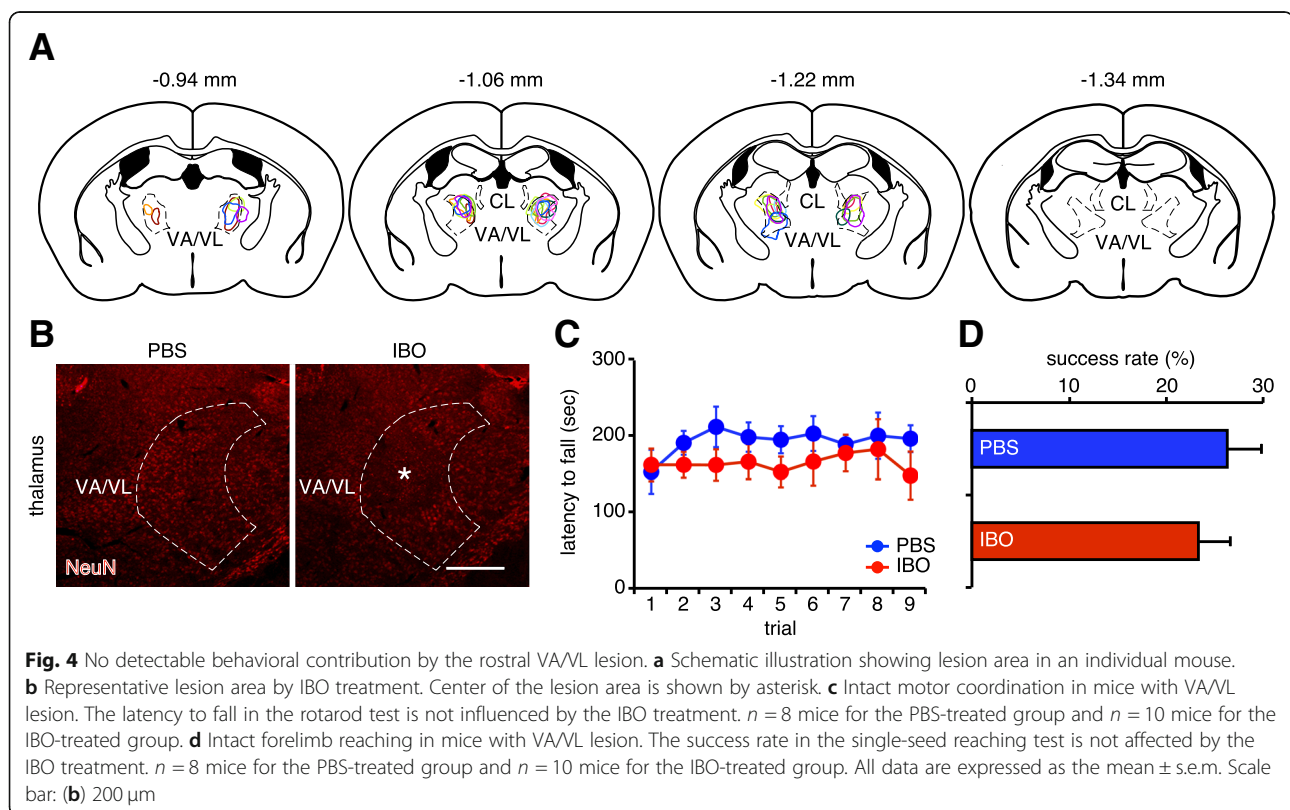 A
-0.94 mm
-1.06 mm
-1.22 mm
-1.34 mm
VA/VL
CL
VA/VL
CL
VA/VL
CL
VA/VL
B
PBS
IBO
thalamus
VA/VL
VA/VL
*
NeuN
C
300
200
100
0
latency to fall (sec)
PBS
IBO
1 2 3 4 5 6 7 8 9
trial
D
success rate (%)
0 10 20 30
PBS
IBO
Fig. 4 No detectable behavioral contribution by the rostral VA/VL lesion. a Schematic illustration showing lesion area in an individual mouse.
b Representative lesion area by IBO treatment. Center of the lesion area is shown by asterisk. c Intact motor coordination in mice with VA/VL
lesion. The latency to fall in the rotarod test is not influenced by the IBO treatment. n = 8 mice for the PBS-treated group and n = 10 mice for the
IBO-treated group. d Intact forelimb reaching in mice with VA/VL lesion. The success rate in the single-seed reaching test is not affected by the
IBO treatment. n = 8 mice for the PBS-treated group and n = 10 mice for the IBO-treated group. All data are expressed as the mean ± s.e.m. Scale
bar: (b) 200 μm